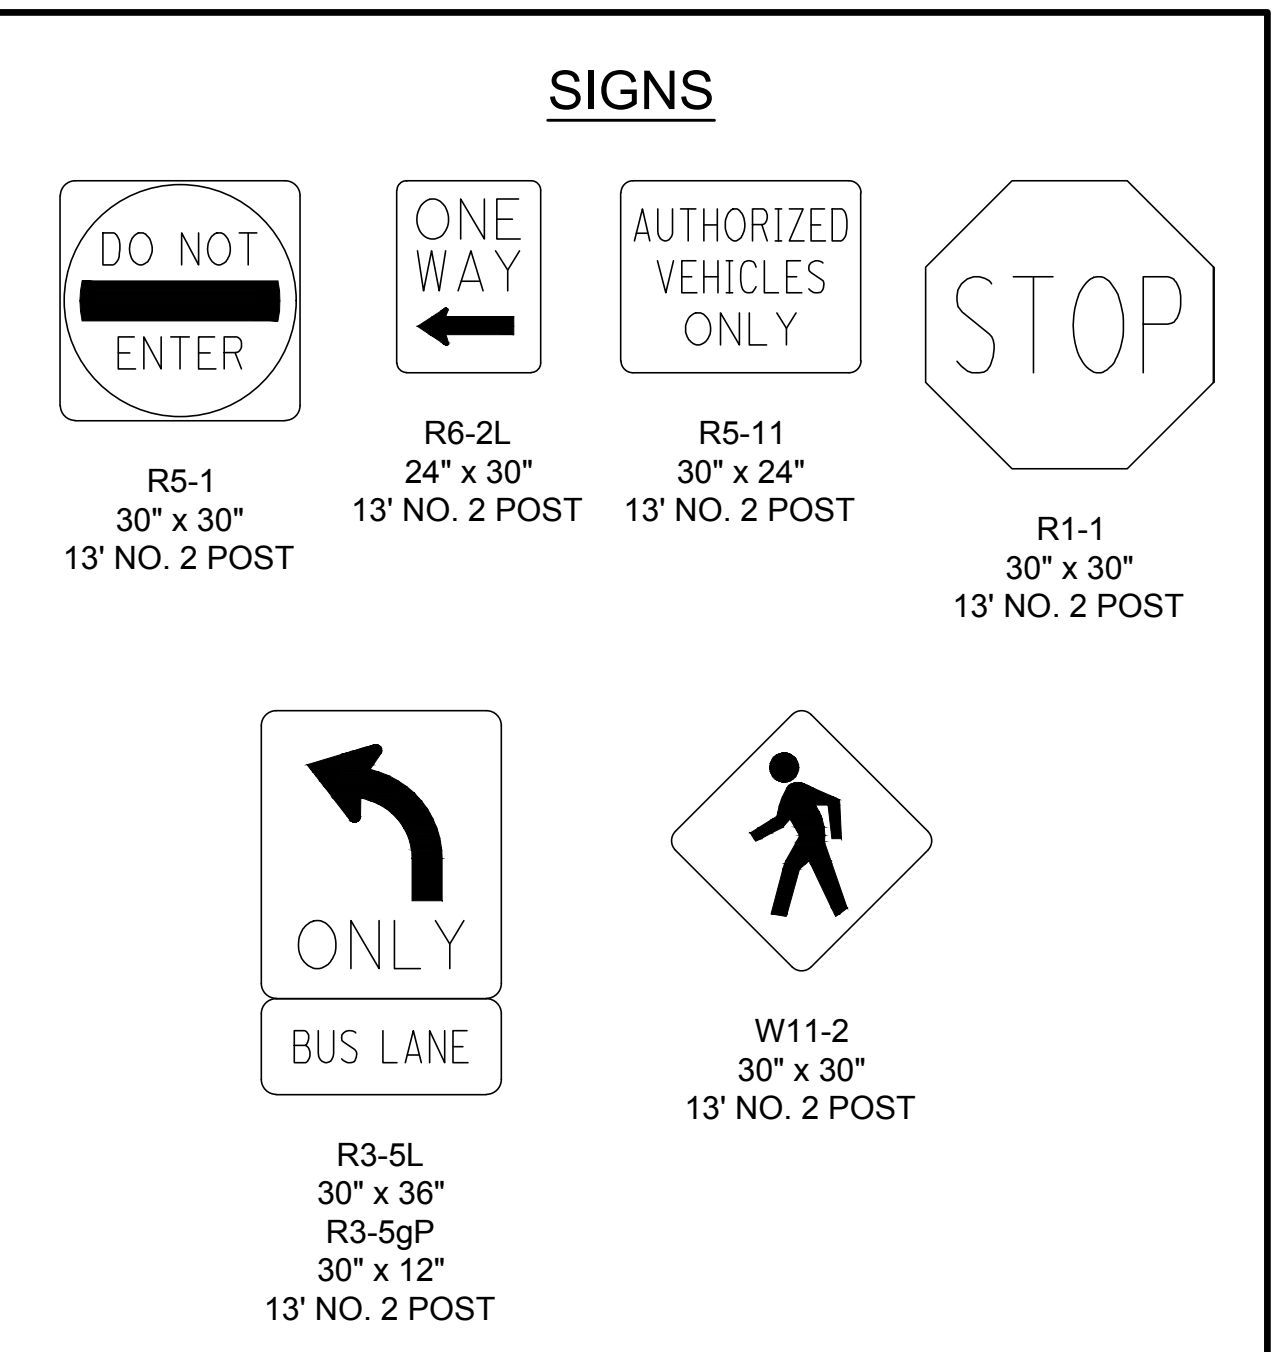 SIGNS
DO NOT
ENTER
R5-1
30" x 30"
13' NO. 2 POST
ONE
WAY
R6-2L
24" x 30"
13' NO. 2 POST
AUTHORIZED
VEHICLES
ONLY
R5-11
30" x 24"
13' NO. 2 POST
STOP
R1-1
30" x 30"
13' NO. 2 POST
ONLY
BUS LANE
R3-5L
30" x 36"
R3-5gP
30" x 12"
13' NO. 2 POST
W11-2
30" x 30"
13' NO. 2 POST